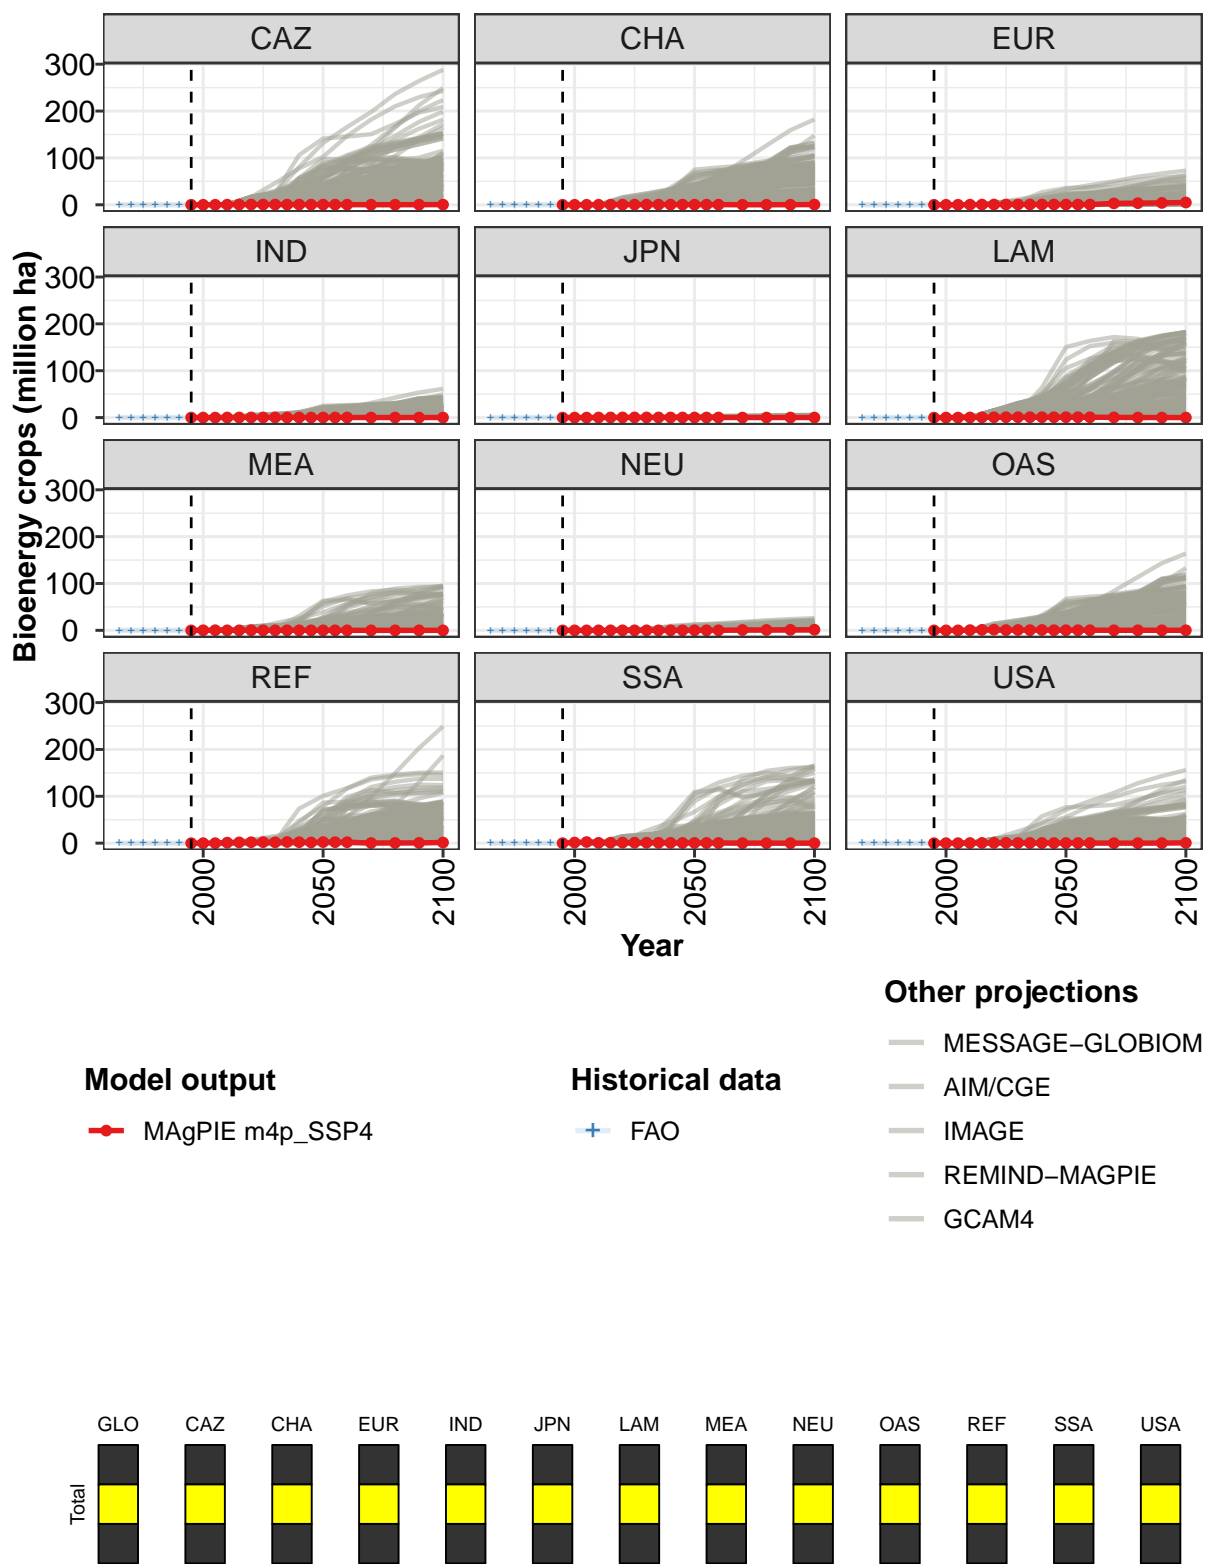 CAZ CHA EUR
300
200
100
0
IND JPN LAM
300
200
100
0
MEA NEU OAS
300
200
100
0
REF SSA USA
300
200
100
0
Bioenergy crops (million ha)
2000 2050 2100 2000 2050 2100 2000 2050 2100
Year
Other projections
MESSAGE−GLOBIOM
AIM/CGE
IMAGE
REMIND−MAGPIE
GCAM4
Model output
MAgPIE m4p_SSP4
Historical data
FAO
GLO CAZ CHA EUR IND JPN LAM MEA NEU OAS REF SSA USA
Total